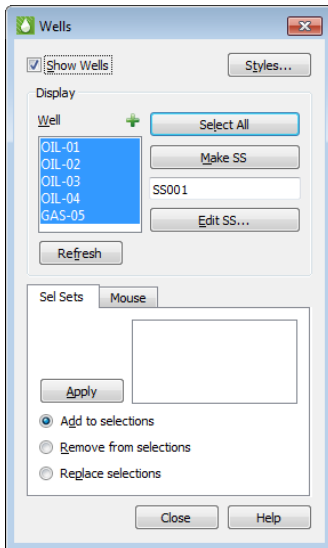 Wells
Show Wells
Styles...
Display
Well
Select All
OIL-01
OIL-02
OIL-03
OIL-04
GAS-05
Make SS
SS001
Edit SS...
Refresh
Sel Sets
Mouse
Apply
Add to selections
Remove from selections
Replace selections
Close
Help